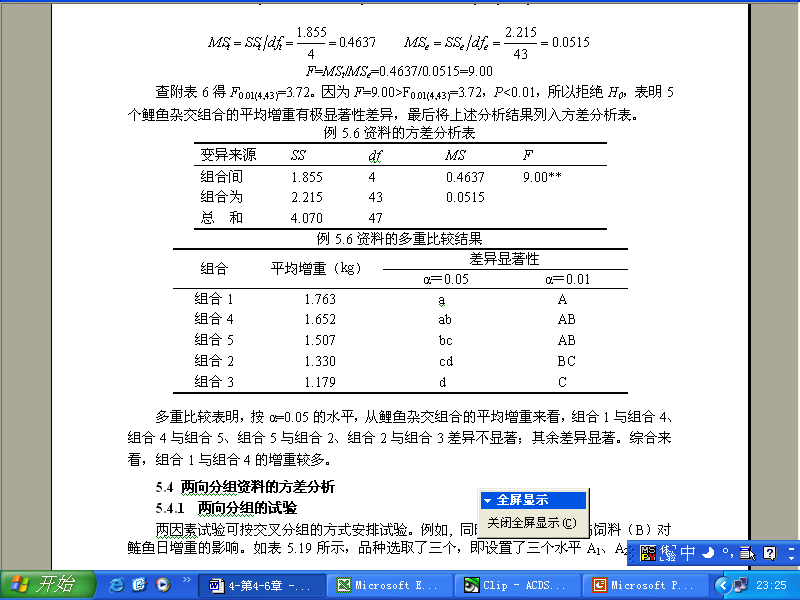 MSt = SSt/dft = 1.855/4 = 0.4637 MSe = SSe/dfe = 2.215/43 = 0.0515
F=MSt/MSe=0.4637/0.0515=9.00
查附表 6 得 F0.01(4,43)=3.72。因为 F=9.00>F0.01(4,43)=3.72，P<0.01，所以拒绝 H0，表明 5
个鲤鱼杂交组合的平均增重有极显著性差异，最后将上述分析结果列入方差分析表。
例 5.6 资料的方差分析表
变异来源 SS df MS F
组合间 1.855 4 0.4637 9.00**
组合为 2.215 43 0.0515
总 和 4.070 47
例 5.6 资料的多重比较结果
组合 平均增重（kg） 差异显著性
α＝0.05 α＝0.01
组合 1 1.763 a A
组合 4 1.652 ab AB
组合 5 1.507 bc AB
组合 2 1.330 cd BC
组合 3 1.179 d C
多重比较表明，按 α=0.05 的水平，从鲤鱼杂交组合的平均增重来看，组合 1 与组合 4、
组合 4 与组合 5、组合 5 与组合 2、组合 2 与组合 3 差异不显著；其余差异显著。综合来
看，组合 1 与组合 4 的增重较多。
5.4 两向分组资料的方差分析
5.4.1 两向分组的试验
两因素试验可按交叉分组的方式安排试验。例如, 同 饲料（B）对
鲢鱼日增重的影响。如表 5.19 所示，品种选取了三个，即设置了三个水平 A1、A2
全屏显示
关闭全屏显示(C)
中
开始
4-第4-6章 -...
Microsoft E...
Clip - ACDS...
Microsoft P...
23:25